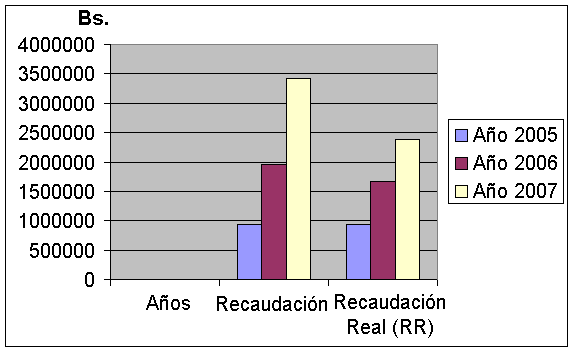 Bs.
4000000
3500000
3000000
2500000
2000000
1500000
1000000
500000
0
Años
Recaudación
Recaudación
Real (RR)
Año 2005
Año 2006
Año 2007